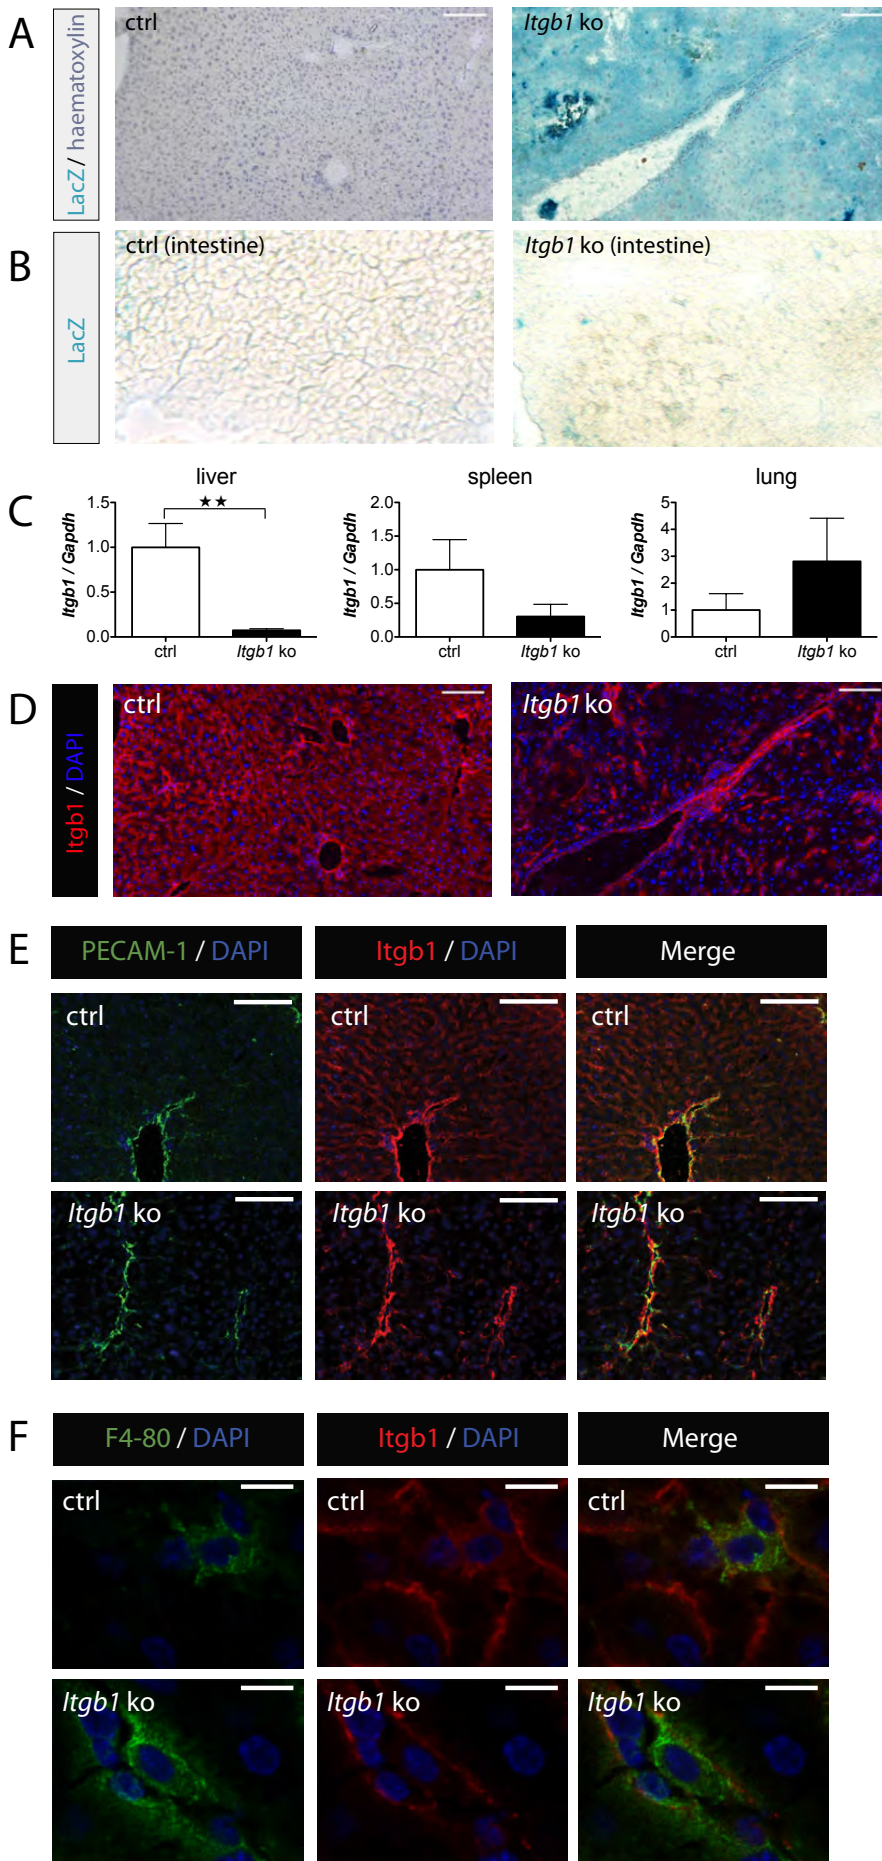 A
LacZ / haematoxylin
ctrl
Itgb1 ko
B
LacZ
ctrl (intestine)
Itgb1 ko (intestine)
C
liver
Itgb1 / Gapdh
1.5
1.0
0.5
0.0
★★
ctrl
Itgb1 ko
spleen
Itgb1 / Gapdh
2.0
1.5
1.0
0.5
0.0
ctrl
Itgb1 ko
lung
Itgb1 / Gapdh
5
4
3
2
1
0
ctrl
Itgb1 ko
D
Itgb1 / DAPI
ctrl
Itgb1 ko
E
PECAM-1 / DAPI
Itgb1 / DAPI
Merge
ctrl
ctrl
ctrl
Itgb1 ko
Itgb1 ko
Itgb1 ko
F
F4-80 / DAPI
Itgb1 / DAPI
Merge
ctrl
ctrl
ctrl
Itgb1 ko
Itgb1 ko
Itgb1 ko